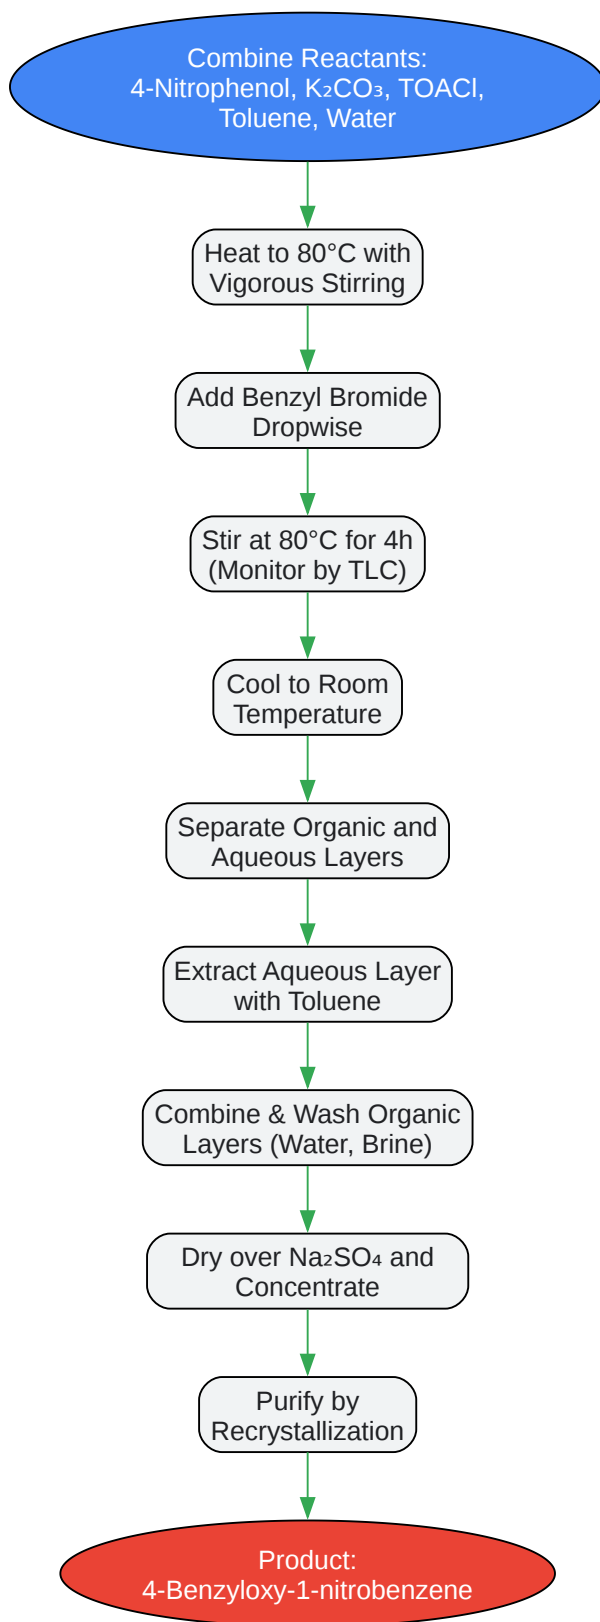 Combine Reactants:
4-Nitrophenol, K₂CO₃, TOACl,
Toluene, Water
Heat to 80°C with
Vigorous Stirring
Add Benzyl Bromide
Dropwise
Stir at 80°C for 4h
(Monitor by TLC)
Cool to Room
Temperature
Separate Organic and
Aqueous Layers
Extract Aqueous Layer
with Toluene
Combine & Wash Organic
Layers (Water, Brine)
Dry over Na₂SO₄ and
Concentrate
Purify by
Recrystallization
Product:
4-Benzyloxy-1-nitrobenzene